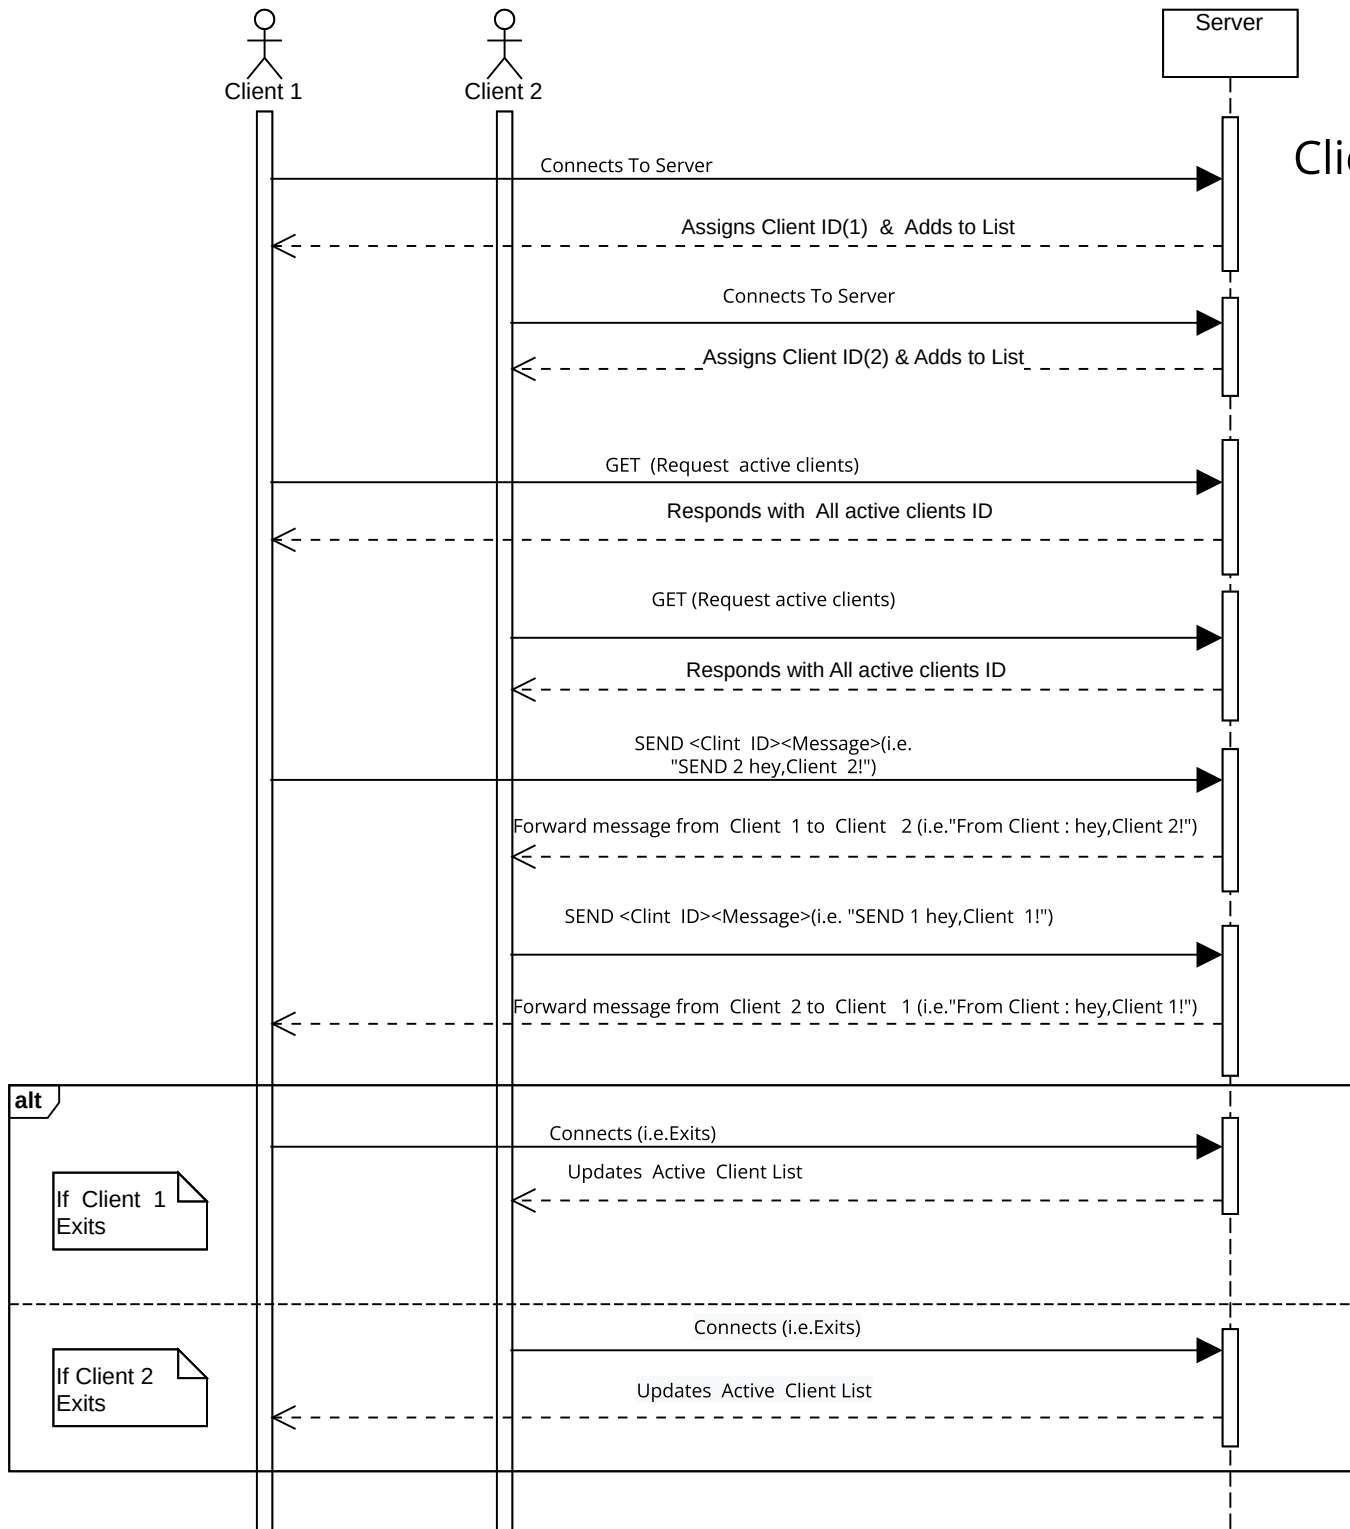 Client 1
Client 2
Server
Connects To Server
Assigns Client ID(1)  &  Adds to List
Connects To Server
Assigns Client ID(2) & Adds to List
GET  (Request  active clients)
Responds with  All active clients ID
GET (Request active clients)
Responds with All active clients ID
SEND <Clint  ID><Message>(i.e.
"SEND 2 hey,Client  2!")
Forward message from  Client  1 to  Client   2 (i.e."From Client : hey,Client 2!")
SEND <Clint  ID><Message>(i.e. "SEND 1 hey,Client  1!")
Forward message from  Client  2 to  Client   1 (i.e."From Client : hey,Client 1!")
alt
Connects (i.e.Exits)
Updates  Active  Client List
If  Client  1
Exits
Connects (i.e.Exits)
If Client 2
Exits
Updates  Active  Client List